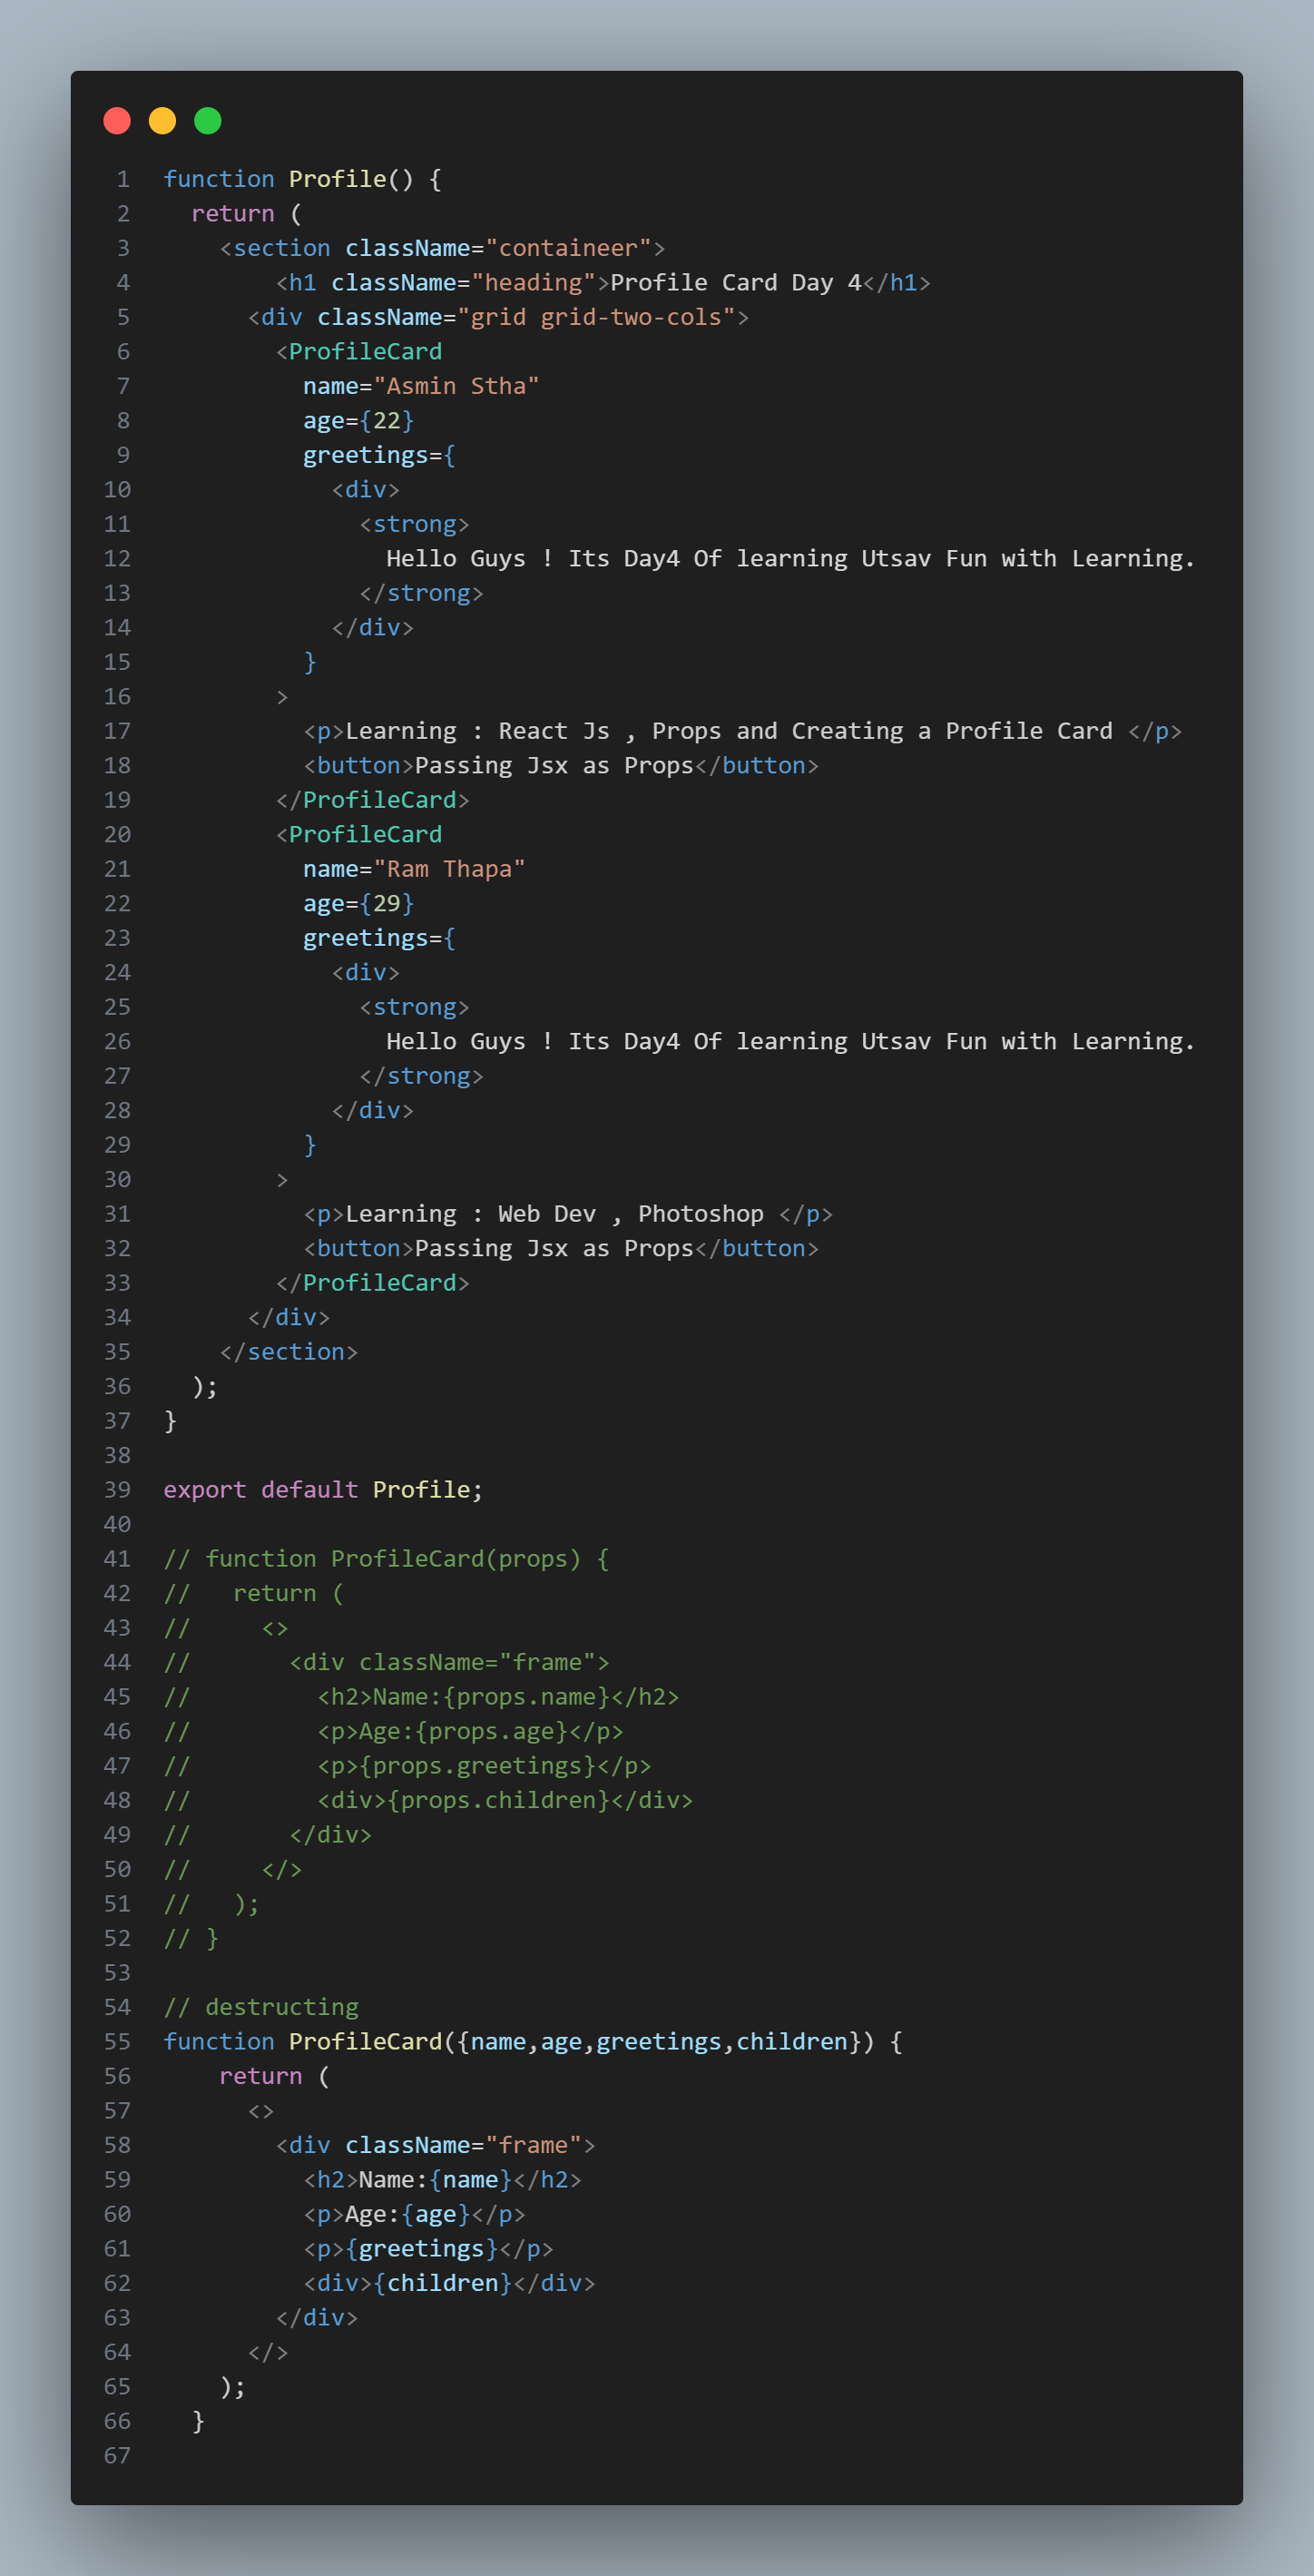 1 function Profile() {
2   return (
3     <section className="containeer">
4         <h1 className="heading">Profile Card Day 4</h1>
5       <div className="grid grid-two-cols">
6         <ProfileCard
7           name="Asmin Stha"
8           age={22}
9           greetings={
10             <div>
11               <strong>
12                 Hello Guys ! Its Day4 Of learning Utsav Fun with Learning.
13               </strong>
14             </div>
15           }
16         >
17           <p>Learning : React Js , Props and Creating a Profile Card </p>
18           <button>Passing Jsx as Props</button>
19         </ProfileCard>
20         <ProfileCard
21           name="Ram Thapa"
22           age={29}
23           greetings={
24             <div>
25               <strong>
26                 Hello Guys ! Its Day4 Of learning Utsav Fun with Learning.
27               </strong>
28             </div>
29           }
30         >
31           <p>Learning : Web Dev , Photoshop </p>
32           <button>Passing Jsx as Props</button>
33         </ProfileCard>
34       </div>
35     </section>
36   );
37 }
38
39 export default Profile;
40
41 // function ProfileCard(props) {
42 //   return (
43 //     <>
44 //       <div className="frame">
45 //         <h2>Name:{props.name}</h2>
46 //         <p>Age:{props.age}</p>
47 //         <p>{props.greetings}</p>
48 //         <div>{props.children}</div>
49 //       </div>
50 //     </>
51 //   );
52 // }
53
54 // destructing
55 function ProfileCard({name,age,greetings,children}) {
56     return (
57       <>
58         <div className="frame">
59           <h2>Name:{name}</h2>
60           <p>Age:{age}</p>
61           <p>{greetings}</p>
62           <div>{children}</div>
63         </div>
64       </>
65     );
66   }
67